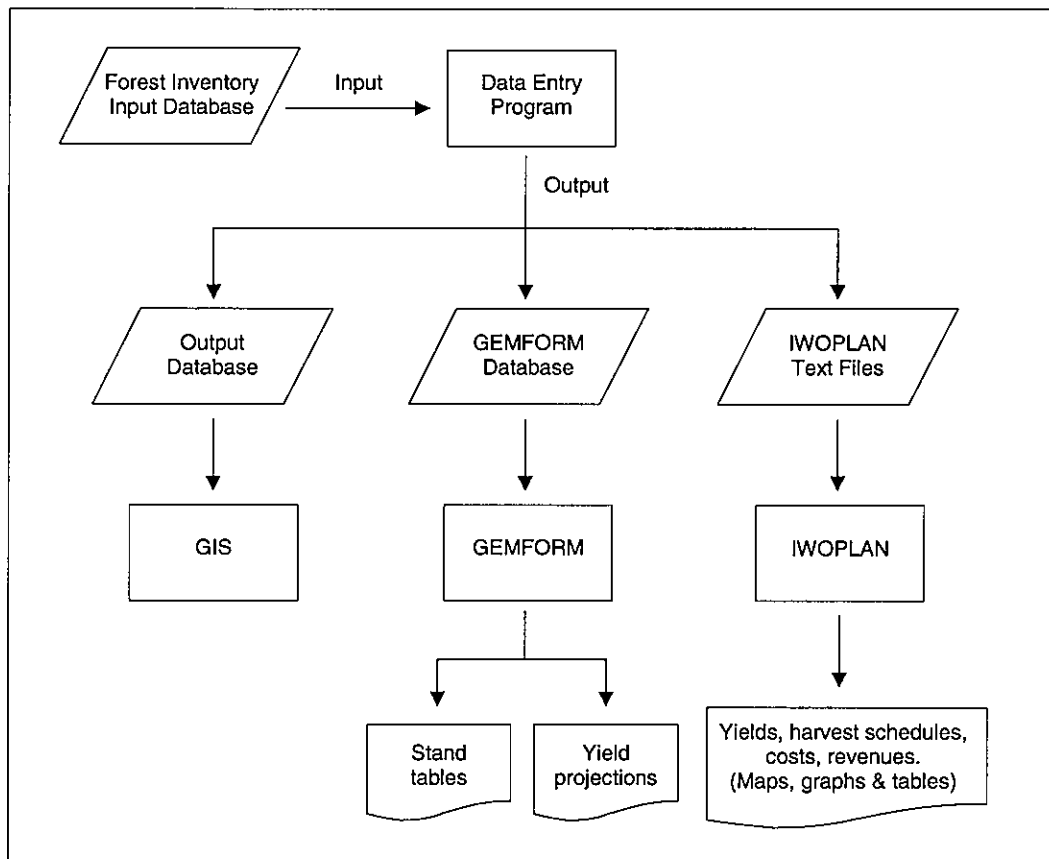 Forest Inventory
Input Database
Input
Data Entry
Program
Output
Output
Database
GEMFORM
Database
IWOPLAN
Text Files
GIS
GEMFORM
IWOPLAN
Stand
tables
Yield
projections
Yields, harvest schedules,
costs, revenues.
(Maps, graphs & tables)